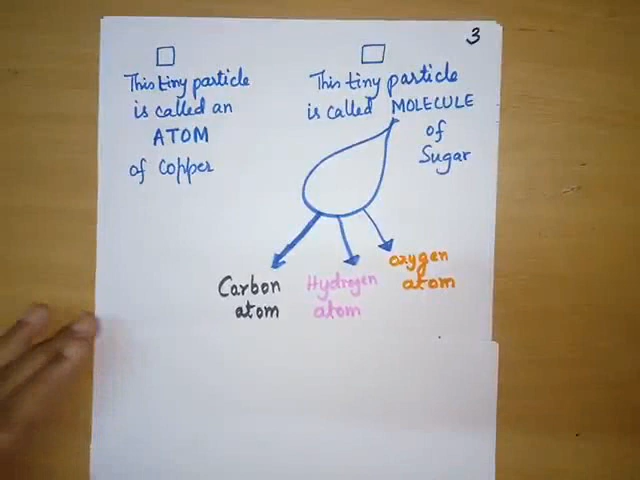 3
This tiny particle
is called an
ATOM
of Copper
This tiny particle
is called MOLECULE
of
Sugar
Carbon
atom
Hydrogen
atom
Oxygen
atom